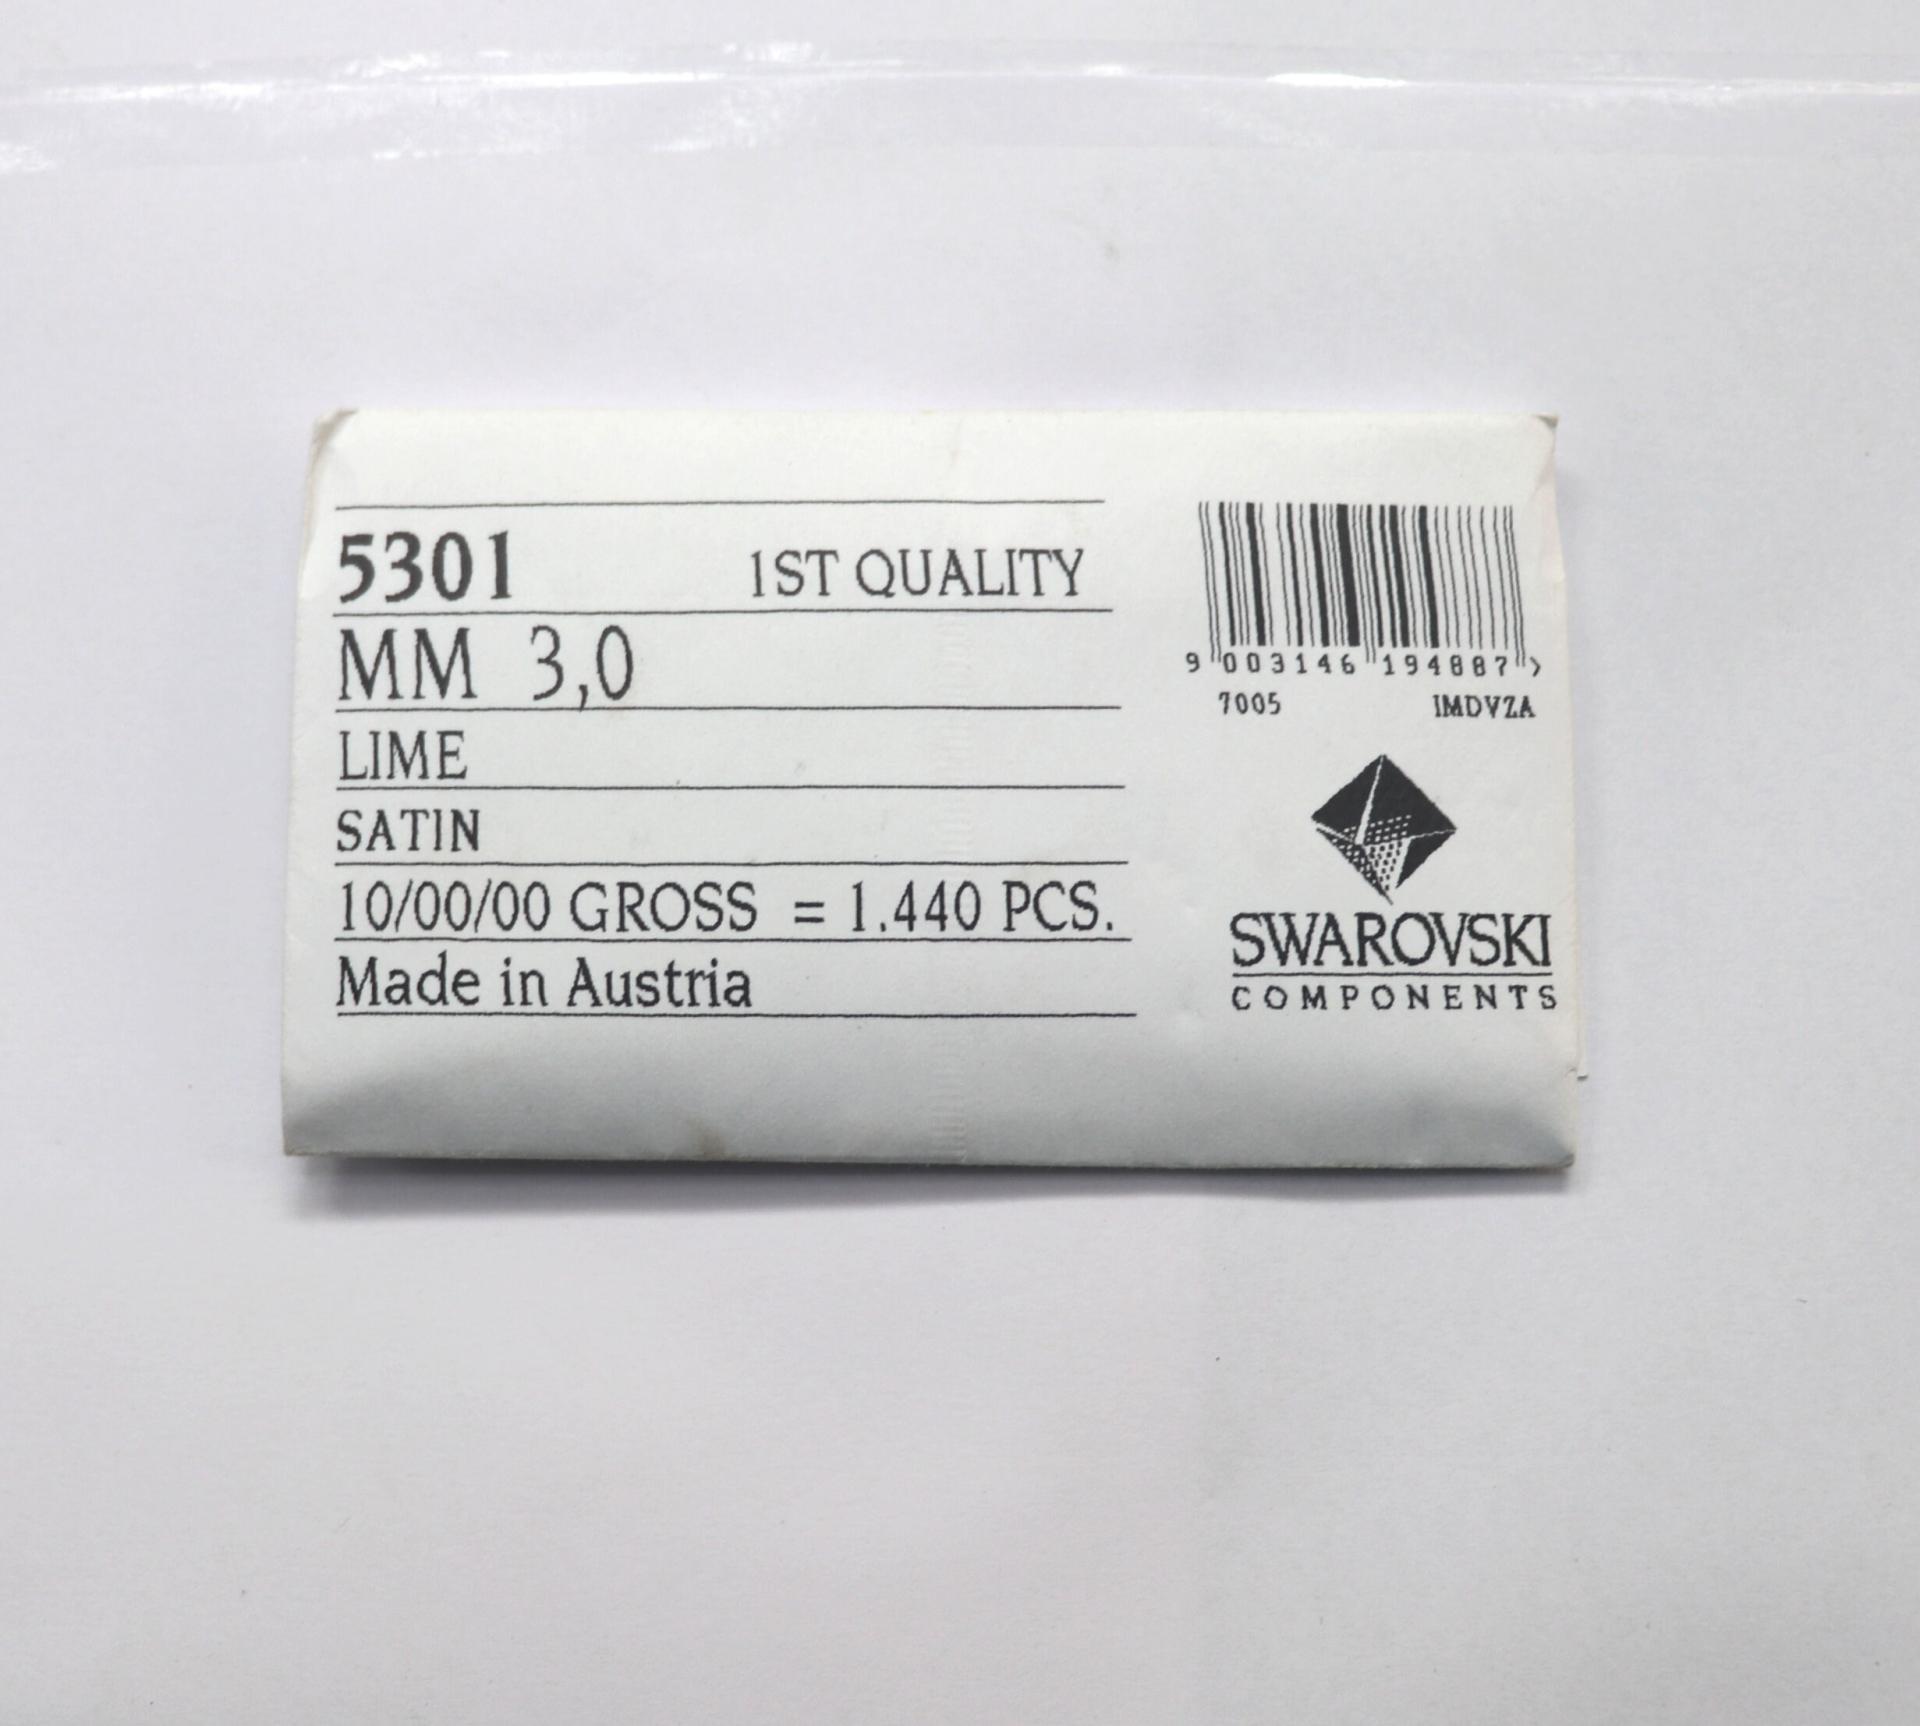 5301 1ST QUALITY
MM 3,0
LIME
SATIN
10/00/00 GROSS = 1.440 PCS.
Made in Austria
9 003146 194887 >
7005 IMDVZA
SWAROVSKI
COMPONENTS